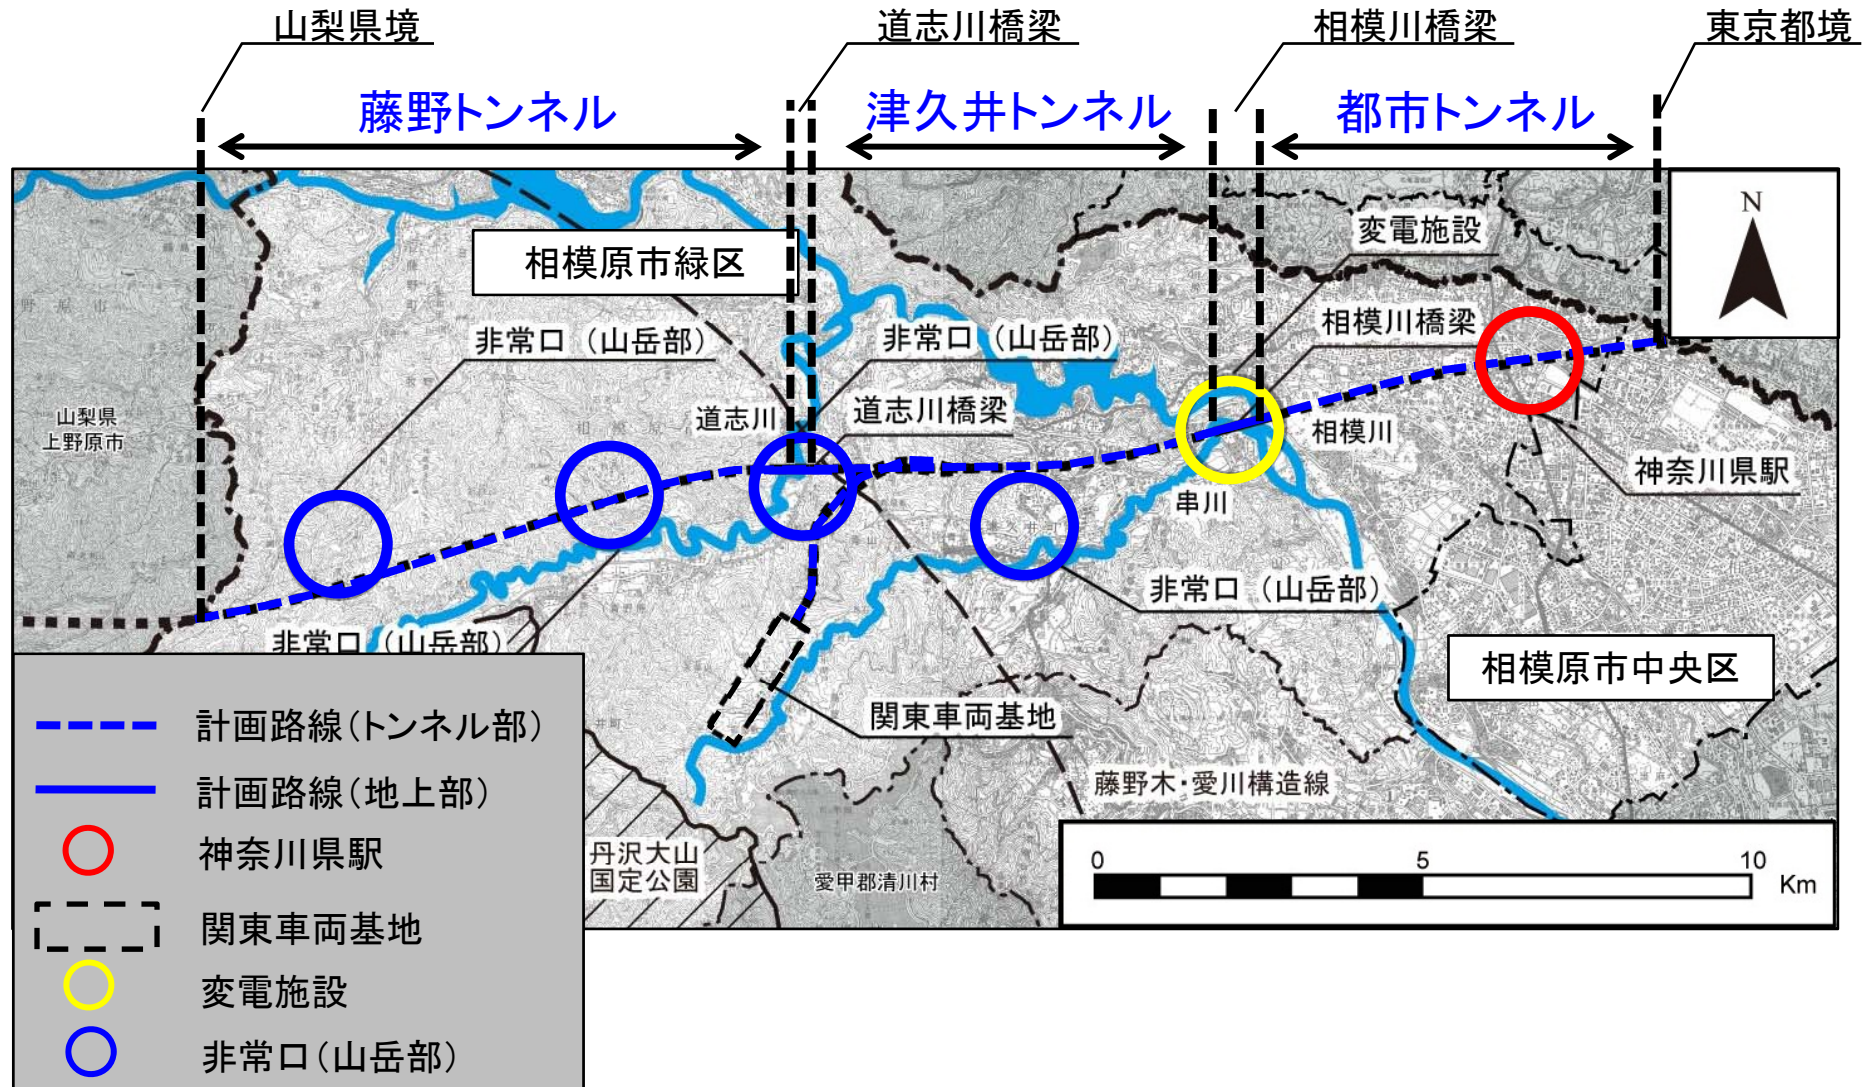 山梨県境
道志川橋梁
相模川橋梁
東京都境
藤野トンネル
津久井トンネル
都市トンネル
N
変電施設
相模原市緑区
相模川橋梁
非常口（山岳部）
非常口（山岳部）
道志川
道志川橋梁
山梨県
上野原市
相模川
神奈川県駅
串川
津久井町
非常口（山岳部）
非常口（山岳部）
相模原市中央区
関東車両基地
藤野木・愛川構造線
丹沢大山
国定公園
愛甲郡清川村
0 5 10
Km
計画路線（トンネル部）
計画路線（地上部）
神奈川県駅
関東車両基地
変電施設
非常口（山岳部）